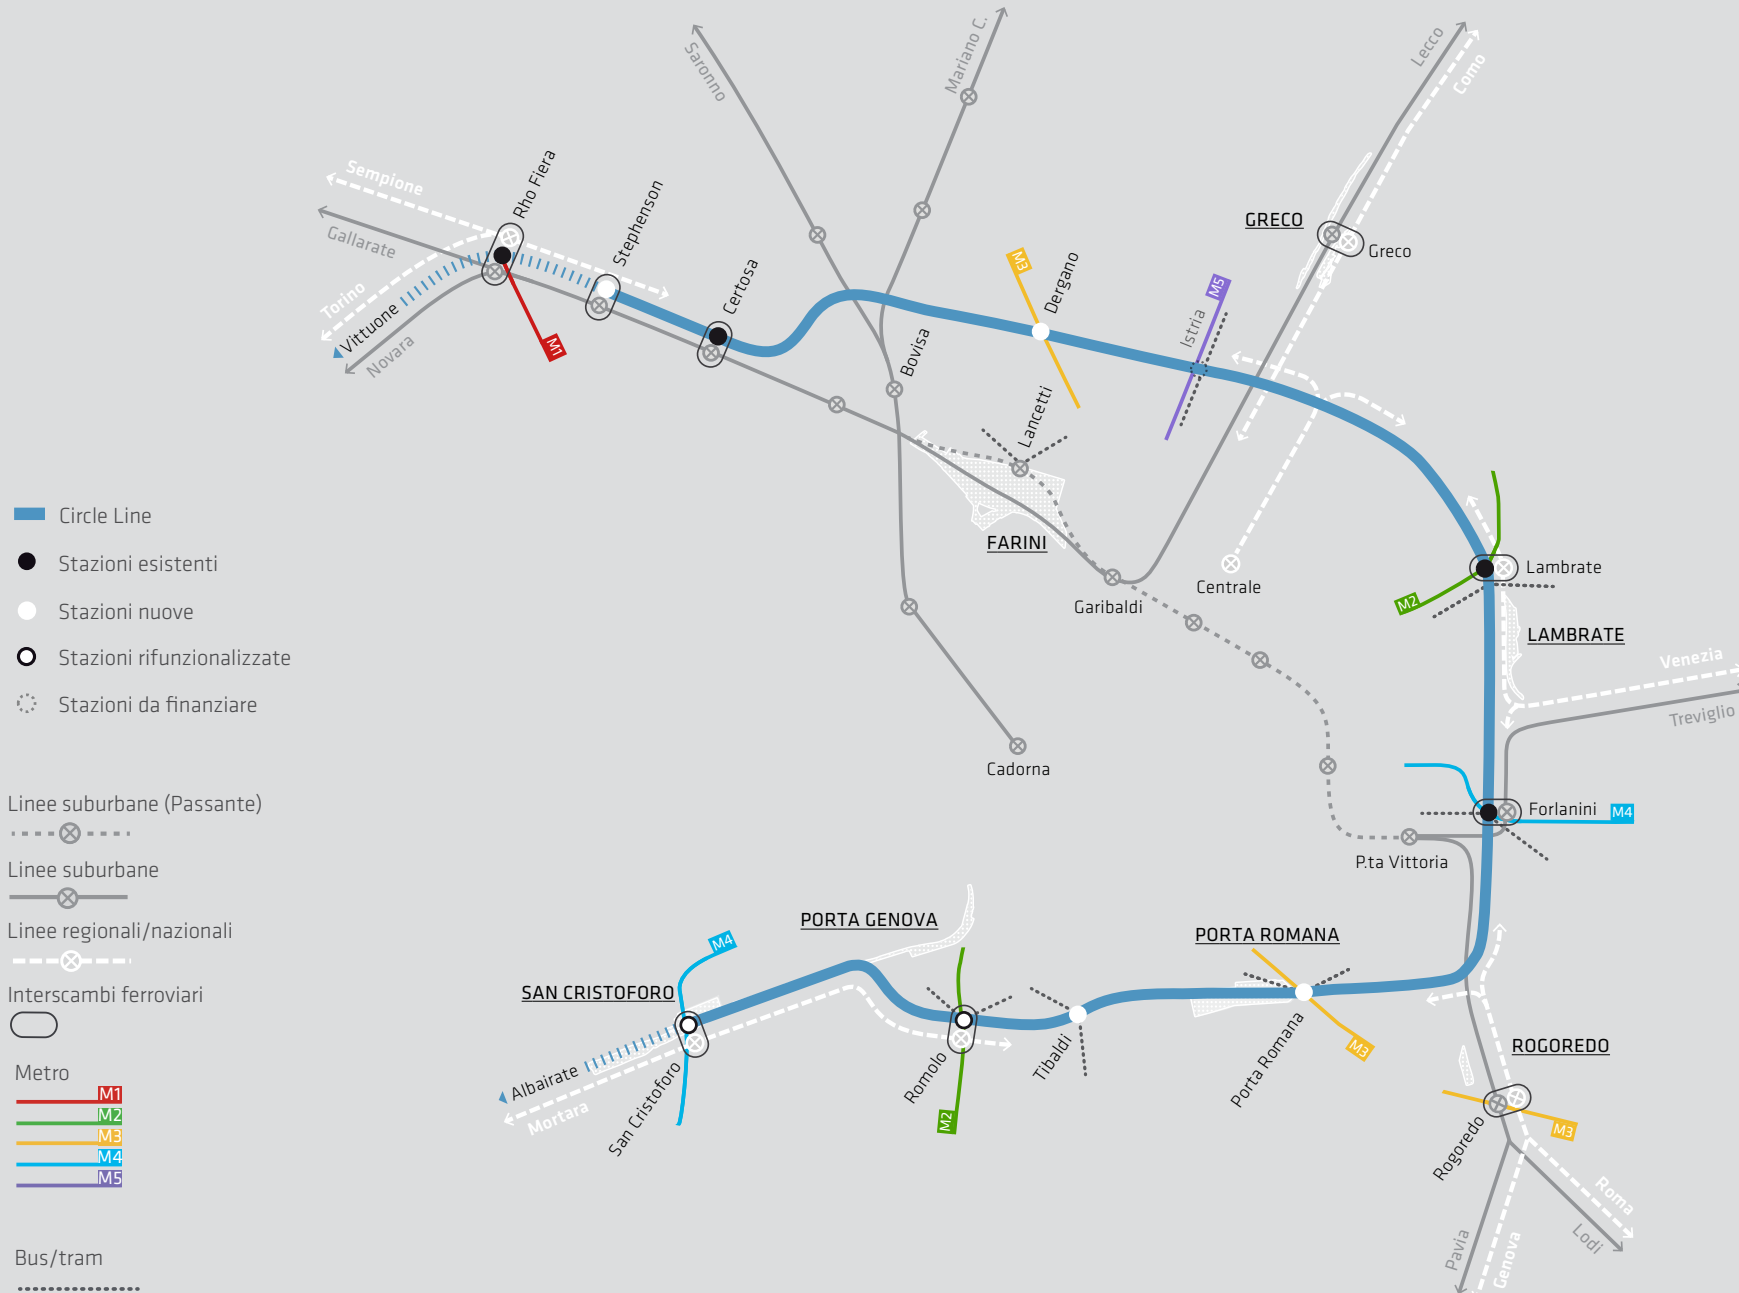 Saronno
Mariano C.
Lecco
Como
Sempione
Gallarate
Rho Fiera
Stephenson
Certosa
Torino
Vittuone
Novara
M1
M3
Dergano
M5
Istria
GRECO
Greco
Bovisa
Lancetti
FARINI
Garibaldi
Centrale
Cadorna
M2
Lambrate
LAMBRATE
Venezia
Treviglio
Forlanini
M4
P.ta Vittoria
PORTA GENOVA
PORTA ROMANA
SAN CRISTOFORO
M4
Albairate
Mortara
San Cristoforo
Romolo
M2
Tibaldi
Porta Romana
M3
ROGOREDO
Rogoredo
M3
Roma
Lodi
Pavia
Genova
Circle Line
Stazioni esistenti
Stazioni nuove
Stazioni rifunzionalizzate
Stazioni da finanziare
Linee suburbane (Passante)
Linee suburbane
Linee regionali/nazionali
Interscambi ferroviari
Metro
M1
M2
M3
M4
M5
Bus/tram